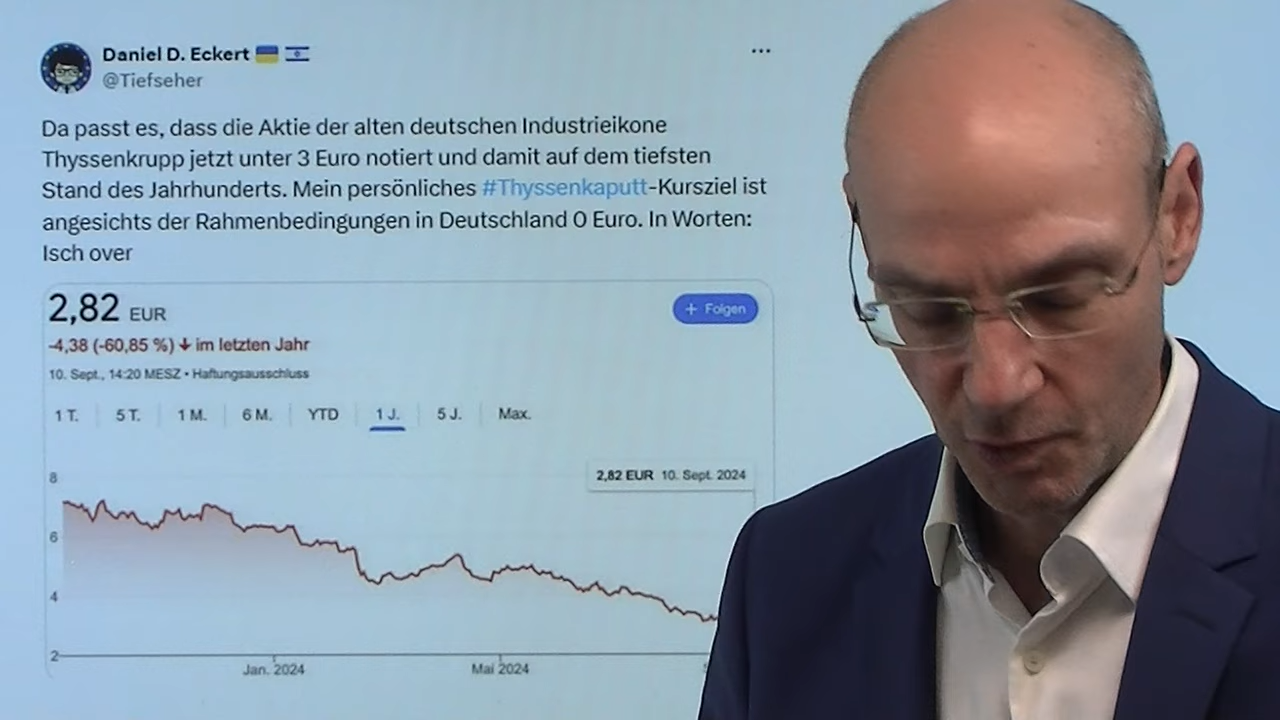 Daniel D. Eckert
@Tiefseher
Da passt es, dass die Aktie der alten deutschen Industrieikone
Thyssenkrupp jetzt unter 3 Euro notiert und damit auf dem tiefsten
Stand des Jahrhunderts. Mein persönliches #Thyssenkaputt-Kursziel ist
angesichts der Rahmenbedingungen in Deutschland 0 Euro. In Worten:
Isch over
2,82 EUR
+ Folgen
-4,38 (-60,85 %) ↓ im letzten Jahr
10. Sept., 14:20 MESZ • Haftungsausschluss
1 T. 5 T. 1 M. 6 M. YTD 1 J. 5 J. Max.
2,82 EUR 10. Sept. 2024
8
6
4
2
Jan. 2024 Mai 2024